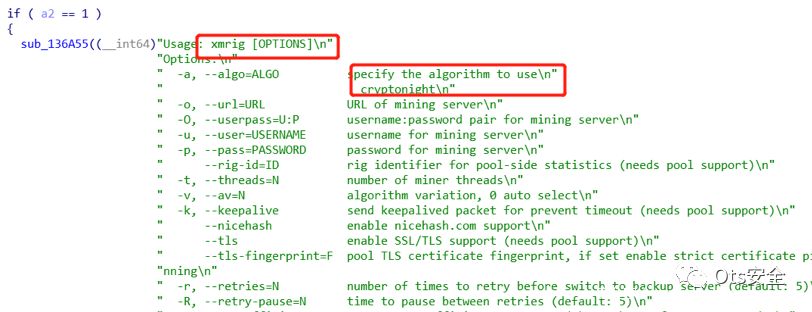 if ( a2 == 1 )
{
sub_136A55((__int64)"Usage: xmrig [OPTIONS]\n"
"Options:\n"
"  -a, --algo=ALGO          specify the algorithm to use\n"
"                             cryptonight\n"
"  -o, --url=URL            URL of mining server\n"
"  -O, --userpass=U:P       username:password pair for mining server\n"
"  -u, --user=USERNAME      username for mining server\n"
"  -p, --pass=PASSWORD      password for mining server\n"
"      --rig-id=ID          rig identifier for pool-side statistics (needs pool support)\n"
"  -t, --threads=N          number of miner threads\n"
"  -v, --av=N               algorithm variation, 0 auto select\n"
"  -k, --keepalive          send keepalived packet for prevent timeout (needs pool support)\n"
"      --nicehash           enable nicehash.com support\n"
"      --tls                enable SSL/TLS support (needs pool support)\n"
"      --tls-fingerprint=F  pool TLS certificate fingerprint, if set enable strict certificate pi
"nning\n"
"  -r, --retries=N          number of times to retry before switch to backup server (default: 5)\n"
"  -R, --retry-pause=N      time to pause between retries (default: 5)\n"
Ots安全